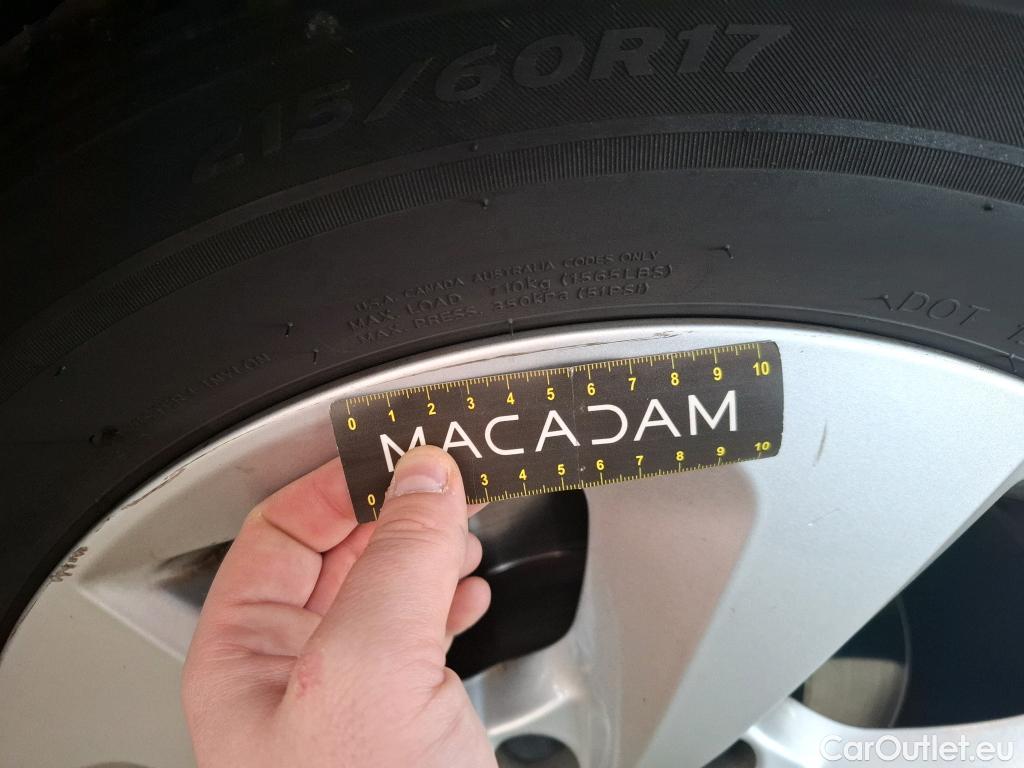 215/60R17
U.S.A. CANADA AUSTRALIA CODES ONLY
MAX LOAD 710kg (1565LBS)
MAX PRESS. 350kPa (51PSI)
NYLON
DOT
0 1 2 3 4 5 6 7 8 9 10
MACADAM
0 3 4 5 6 7 8 9 10
CarOutlet.eu